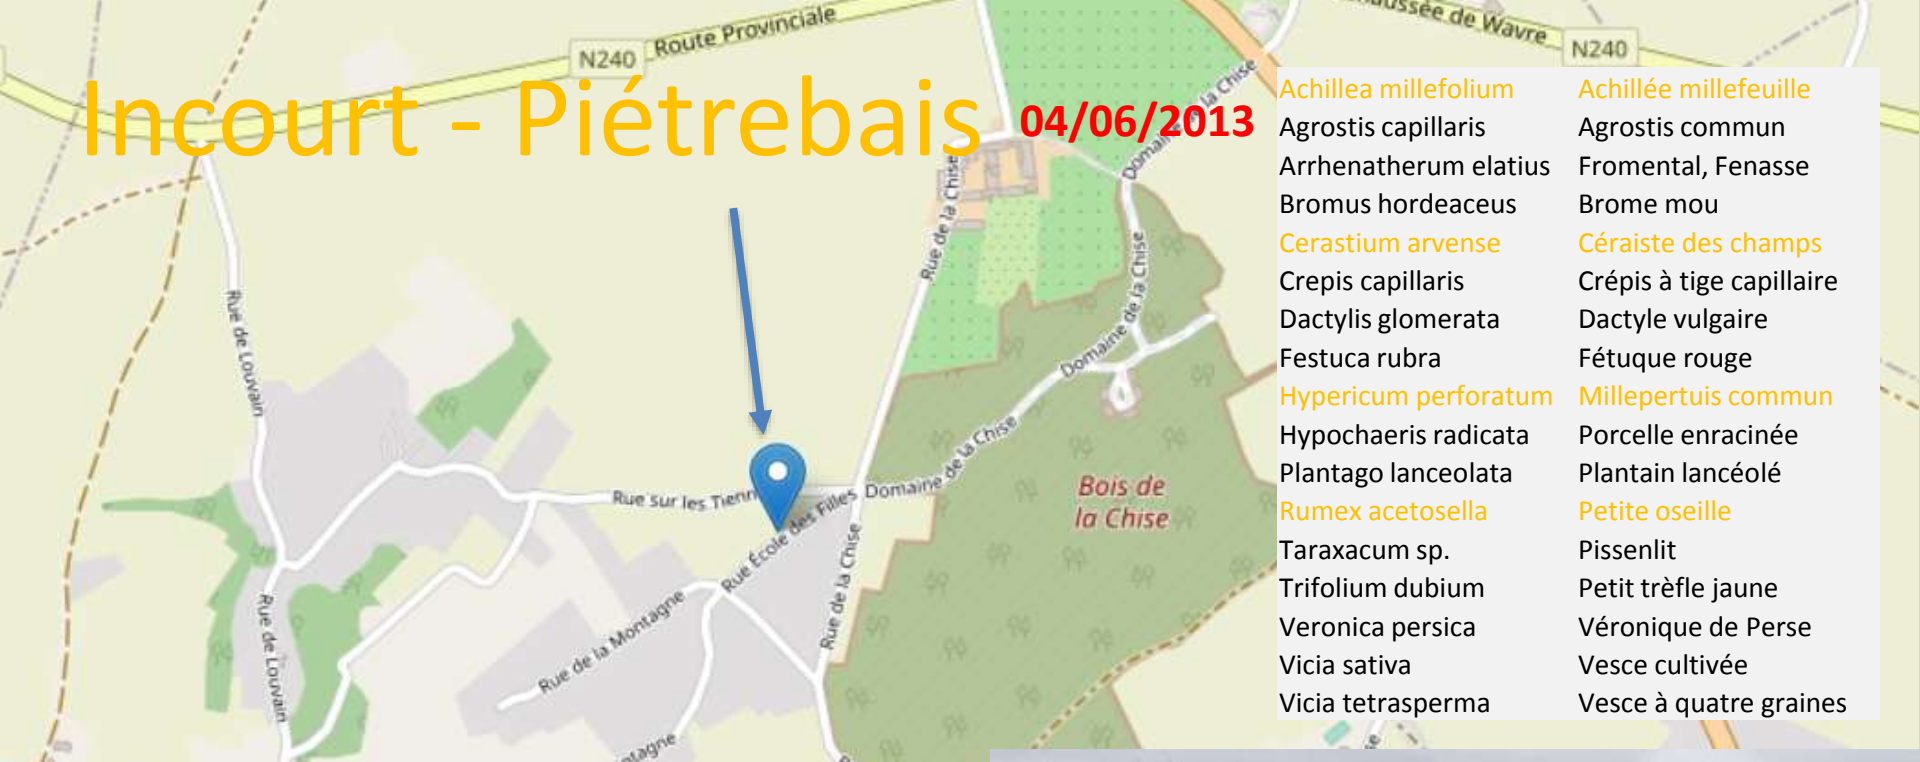 Route Provinciale
N240
Chaussée de Wavre
N240
Incourt - Piétrebais
04/06/2013
Domaine de la Chise
Rue de la Chise
Rue de Louvain
Domaine de la Chise
Rue sur les Tienn
Rue École des Filles
Domaine de la Chise
Bois de
la Chise
Rue de la Chise
Rue de la Montagne
Rue de Louvain
ntagne
Achillea millefolium Achillée millefeuille
Agrostis capillaris Agrostis commun
Arrhenatherum elatius Fromental, Fenasse
Bromus hordeaceus Brome mou
Cerastium arvense Céraiste des champs
Crepis capillaris Crépis à tige capillaire
Dactylis glomerata Dactyle vulgaire
Festuca rubra Fétuque rouge
Hypericum perforatum Millepertuis commun
Hypochaeris radicata Porcelle enracinée
Plantago lanceolata Plantain lancéolé
Rumex acetosella Petite oseille
Taraxacum sp. Pissenlit
Trifolium dubium Petit trèfle jaune
Veronica persica Véronique de Perse
Vicia sativa Vesce cultivée
Vicia tetrasperma Vesce à quatre graines